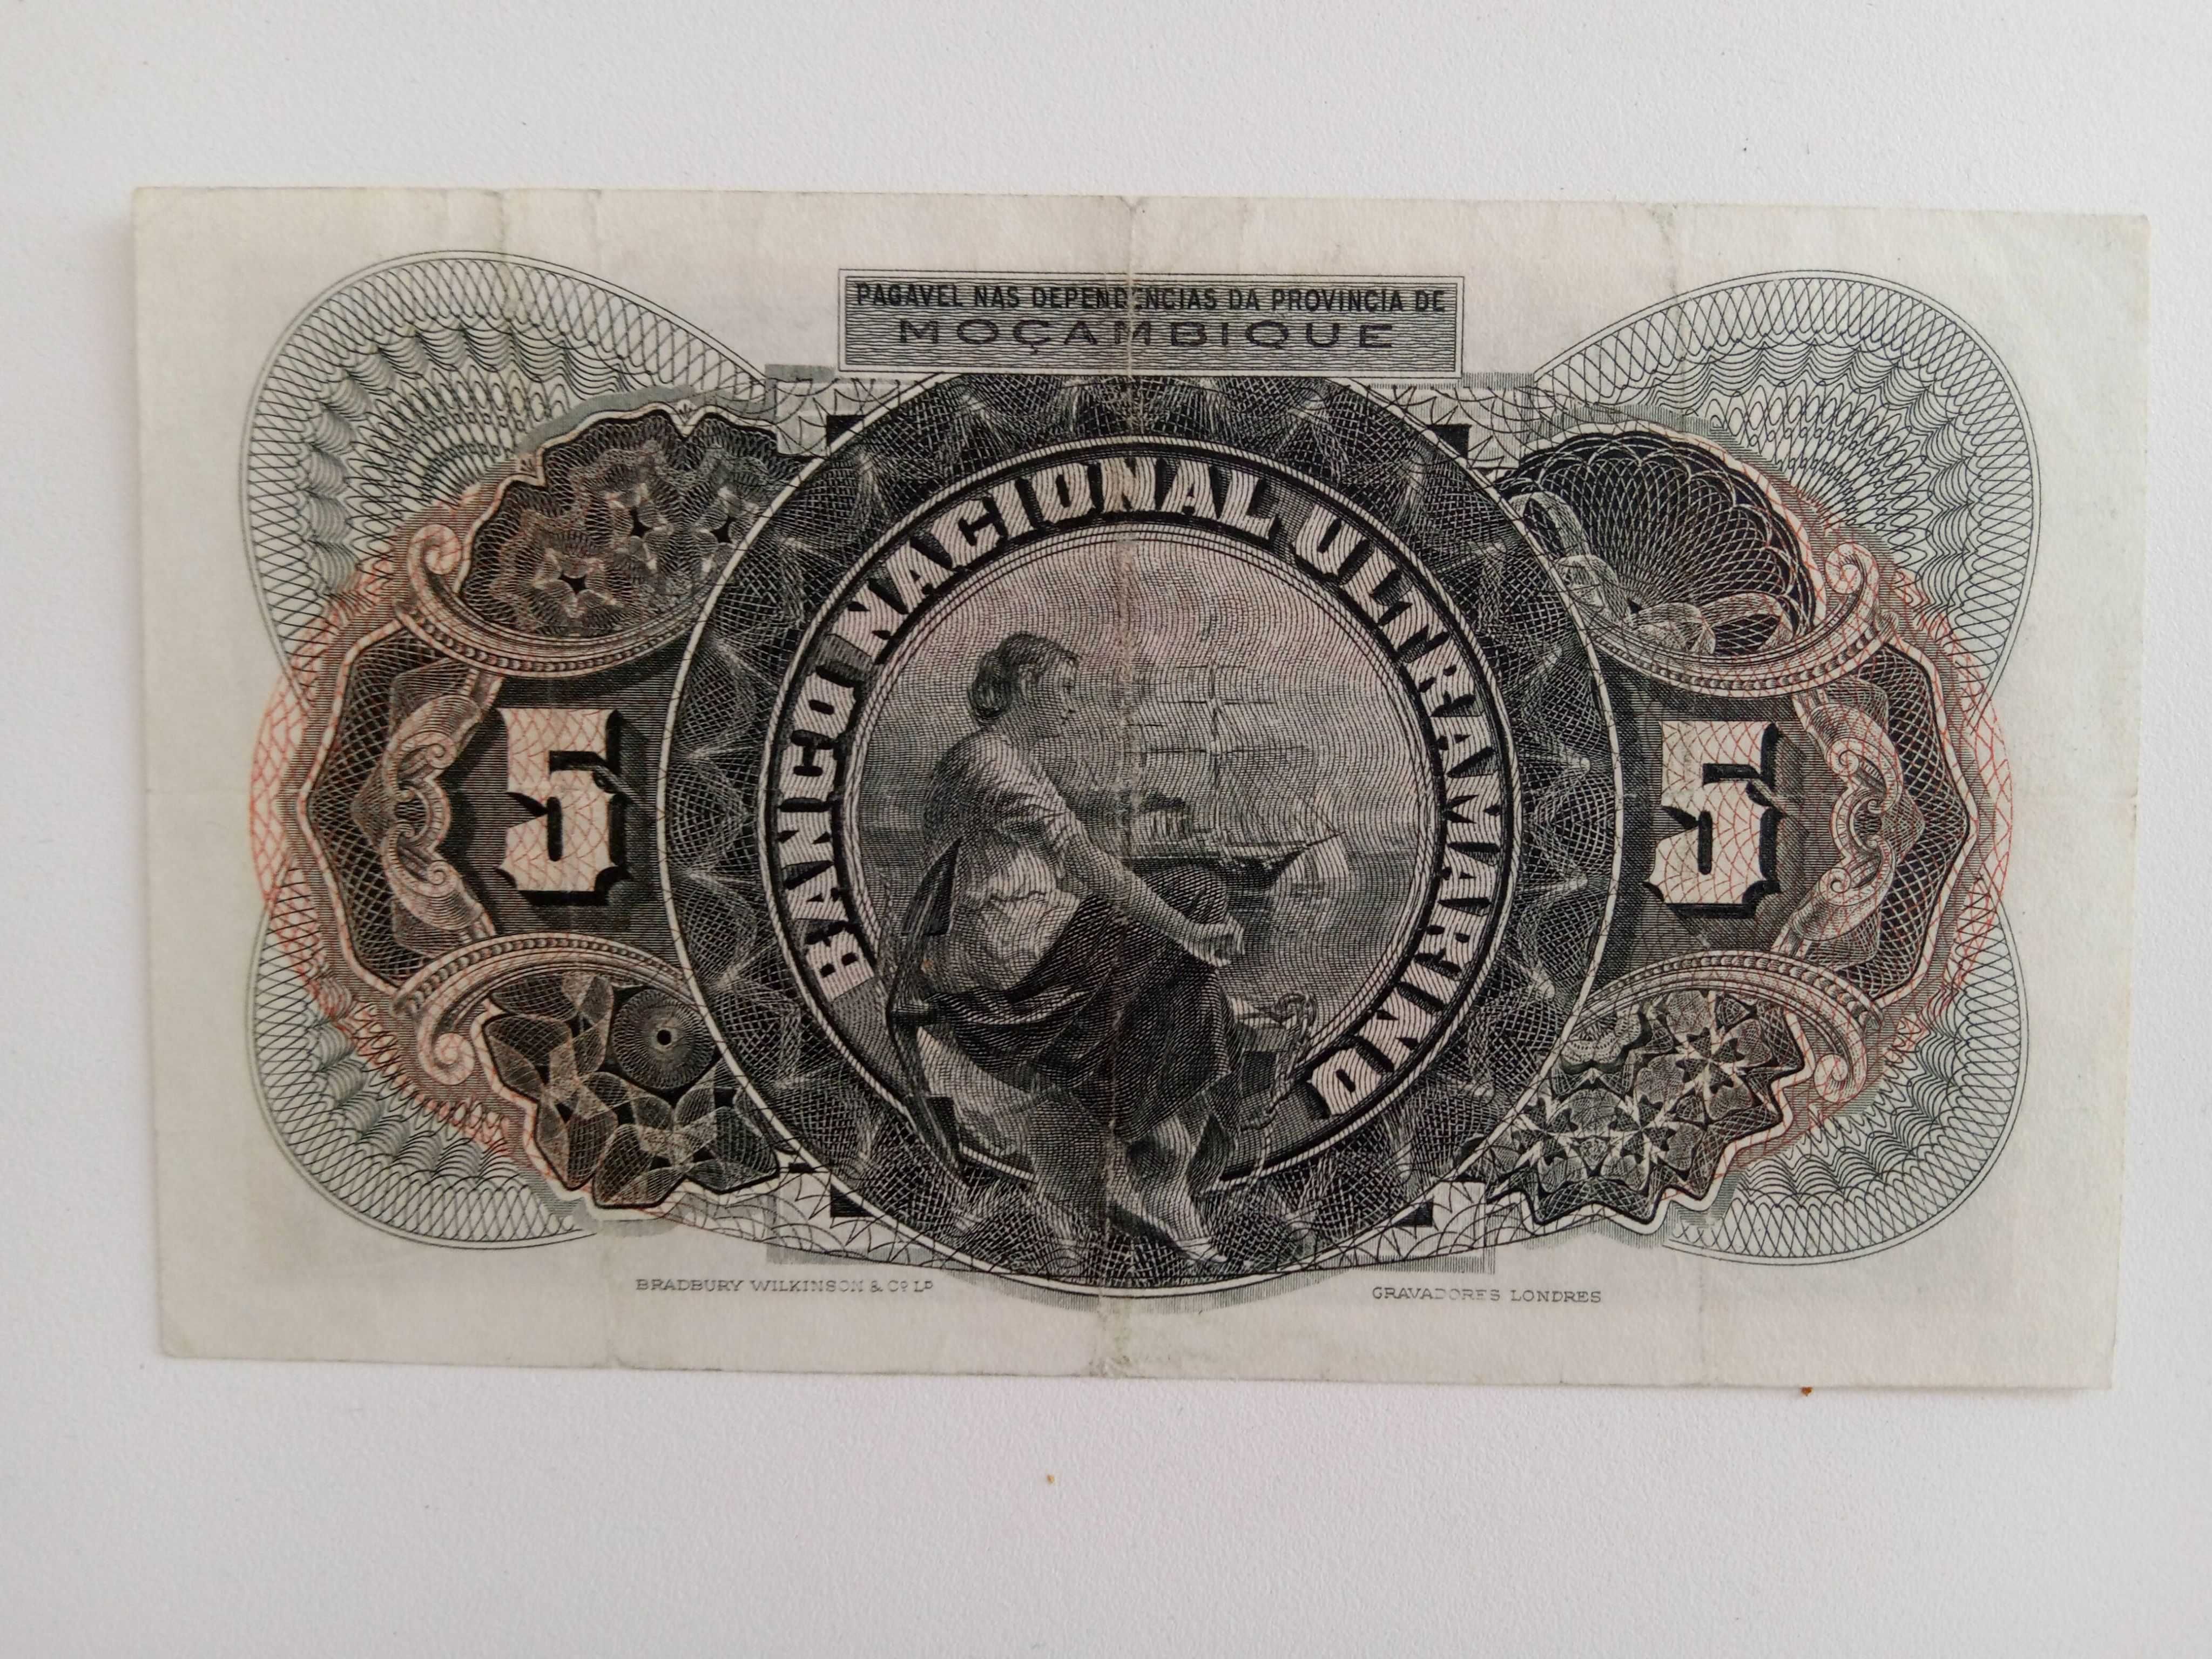 PAGAVEL NAS DEPENDENCIAS DA PROVINCIA DE
MOÇAMBIQUE
BANCO NACIONAL ULTRAMARINO
5
5
BRADBURY WILKINSON & Cº Lᴰ
GRAVADORES LONDRES